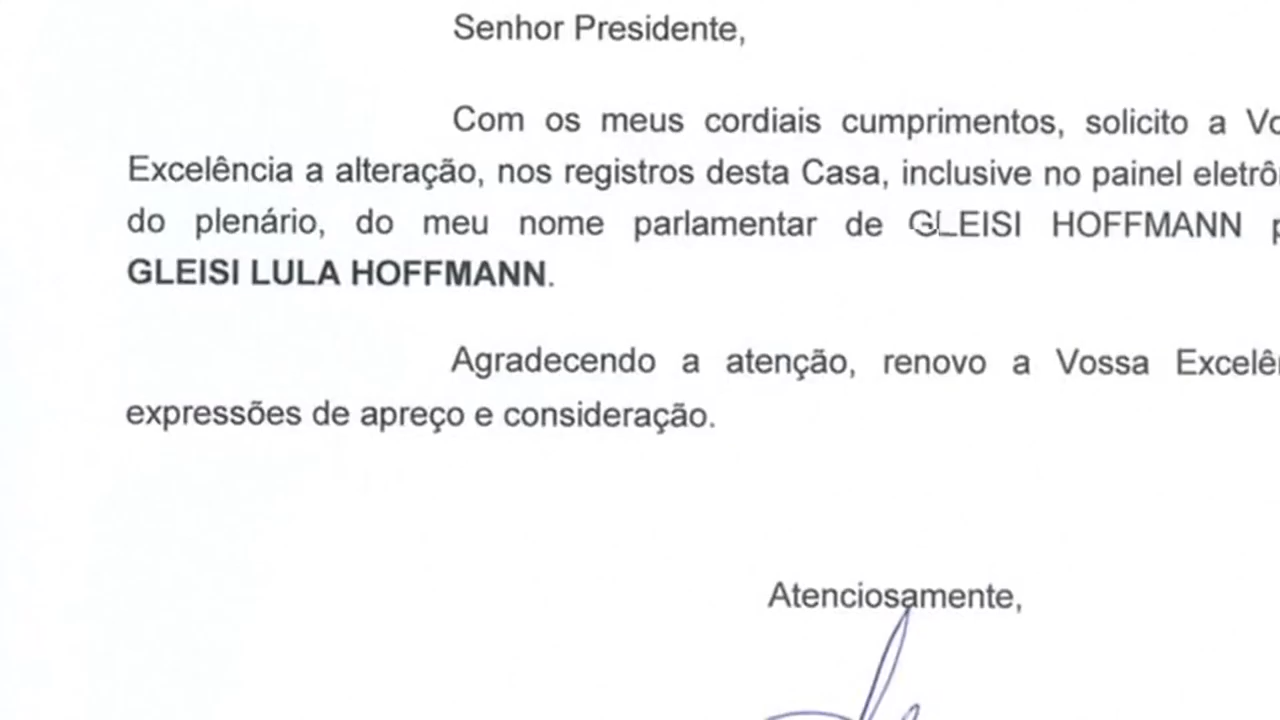 Senhor Presidente,
Com os meus cordiais cumprimentos, solicito a
Excelência a alteração, nos registros desta Casa, inclusive no painel
do plenário, do meu nome parlamentar de GLEISI HOFFMANN
GLEISI LULA HOFFMANN.
Agradecendo a atenção, renovo a Vossa
expressões de apreço e consideração.
Atenciosamente,